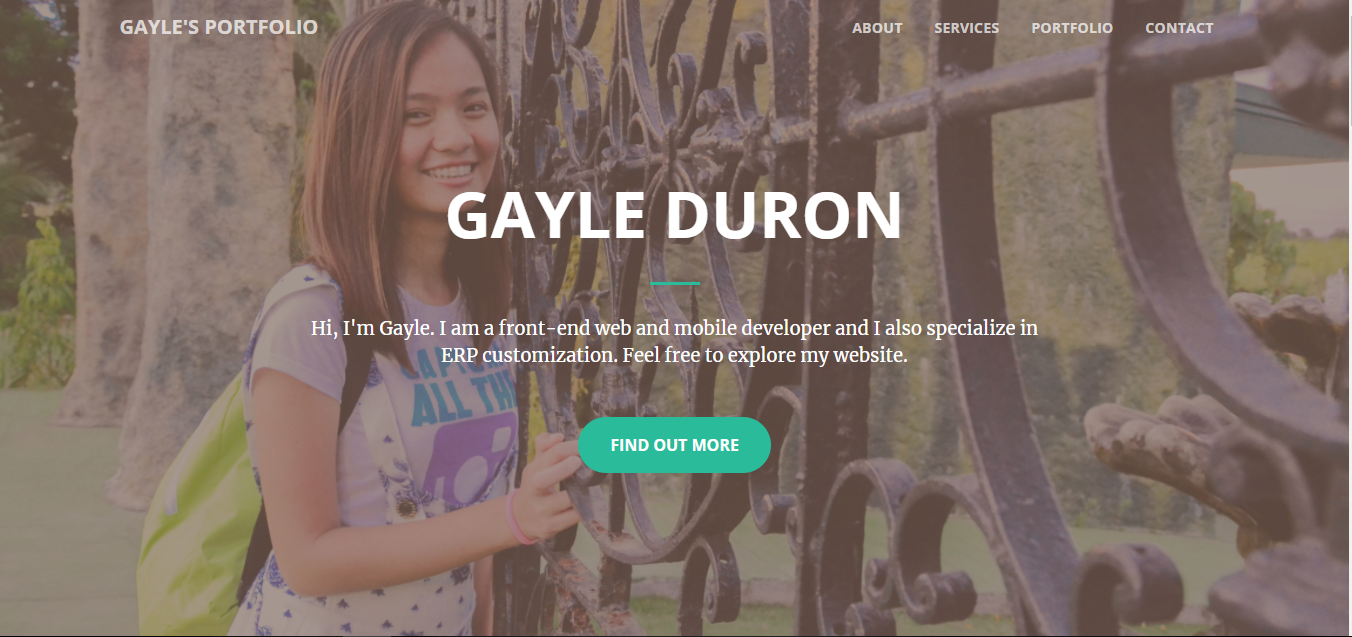 GAYLE'S PORTFOLIO
ABOUT SERVICES PORTFOLIO CONTACT
GAYLE DURON
Hi, I'm Gayle. I am a front-end web and mobile developer and I also specialize in
ERP customization. Feel free to explore my website.
ALL TH
FIND OUT MORE